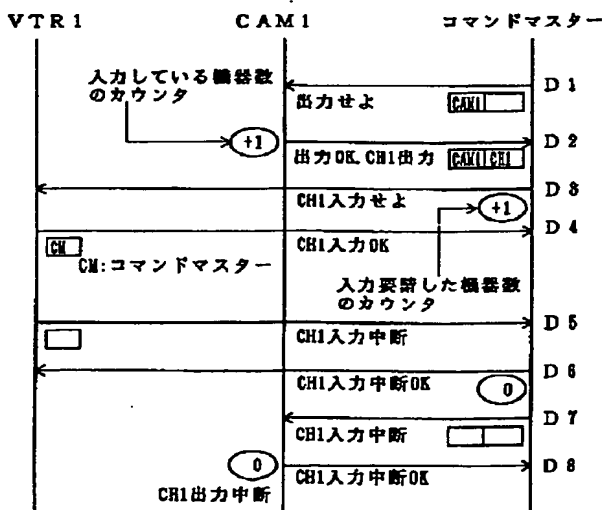 VTR1 CAM1 コマンドマスター
入力している機器数
のカウンタ
D1
出力せよ CAM1
+1
D2
出力OK,CH1出力 CAM1 CH1
D3
CH1入力せよ
+1
D4
CM
CH1入力OK
CM:コマンドマスター
入力要請した機器数
のカウンタ
D5
CH1入力中断
D6
CH1入力中断OK
0
D7
CH1入力中断
0
D8
CH1入力中断OK
CH1出力中断